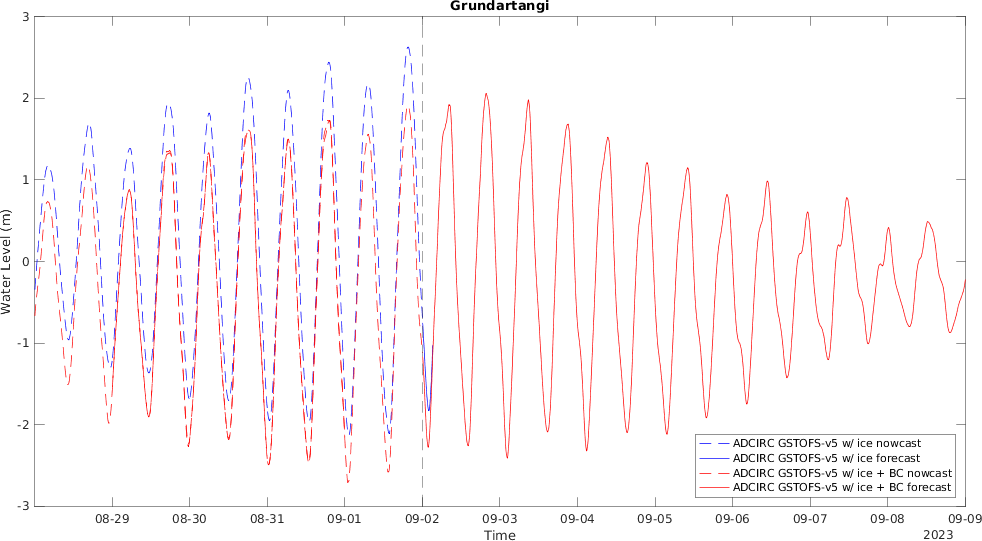 Grundartangi
3
2
1
0
-1
-2
-3
Water Level (m)
08-29 08-30 08-31 09-01 09-02 09-03 09-04 09-05 09-06 09-07 09-08 09-09
Time
2023
ADCIRC GSTOFS-v5 w/ ice nowcast
ADCIRC GSTOFS-v5 w/ ice forecast
ADCIRC GSTOFS-v5 w/ ice + BC nowcast
ADCIRC GSTOFS-v5 w/ ice + BC forecast